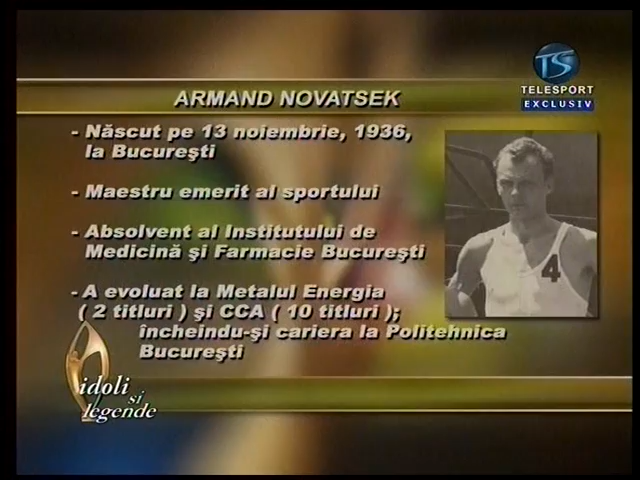 TS
TELESPORT
EXCLUSIV
ARMAND NOVATSEK
- Născut pe 13 noiembrie, 1936,
la Bucureşti
- Maestru emerit al sportului
- Absolvent al Institutului de
Medicină şi Farmacie Bucureşti
- A evoluat la Metalul Energia
( 2 titluri ) şi CCA ( 10 titluri );
încheindu-şi cariera la Politehnica
Bucureşti
4
idoli
si
legende